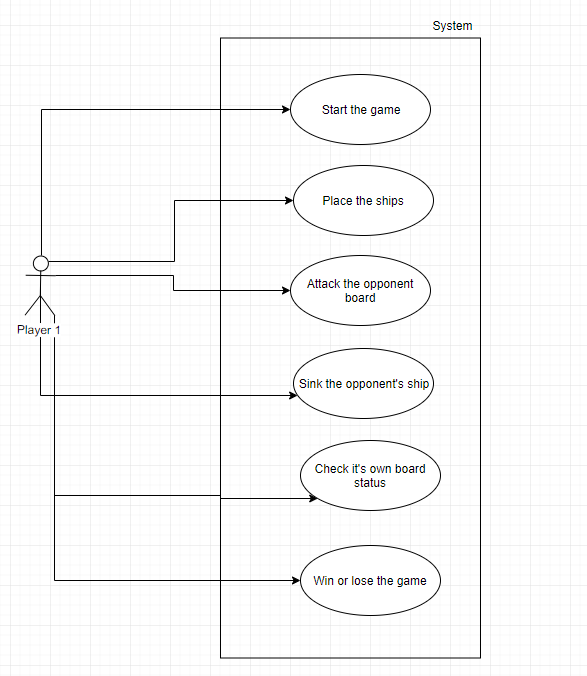 System
Start the game
Place the ships
Attack the opponent
board
Player 1
Sink the opponent's ship
Check it's own board
status
Win or lose the game